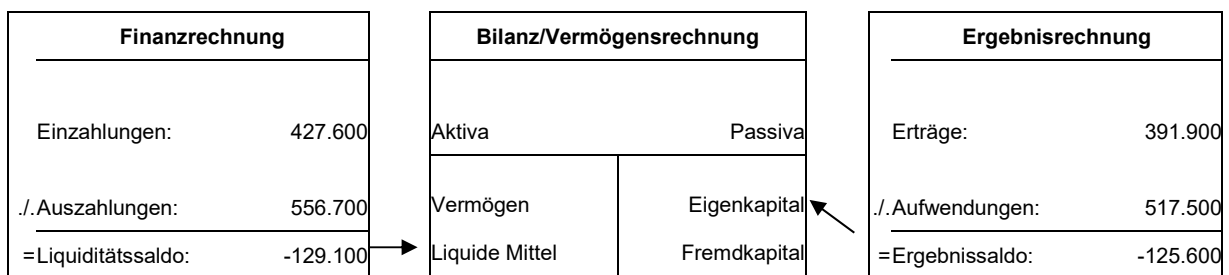 Finanzrechnung
Einzahlungen: 427.600
./.Auszahlungen: 556.700
=Liquiditätssaldo: -129.100
Bilanz/Vermögensrechnung
Aktiva Passiva
Vermögen Eigenkapital
Liquide Mittel Fremdkapital
Ergebnisrechnung
Erträge: 391.900
./.Aufwendungen: 517.500
=Ergebnissaldo: -125.600